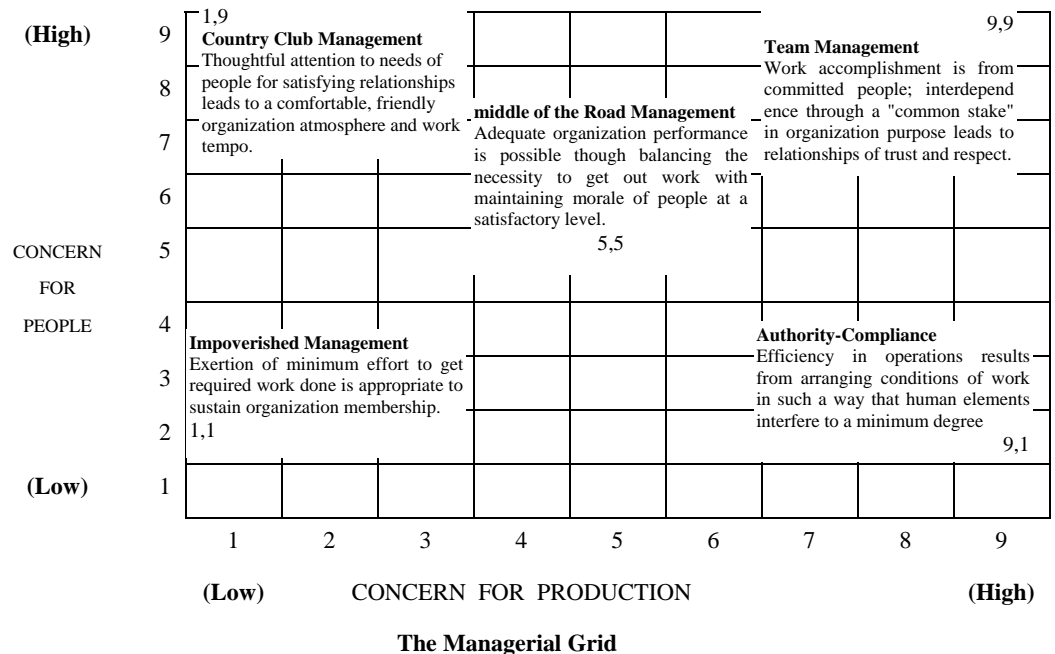 (High)
9
1,9
Country Club Management
Thoughtful attention to needs of
people for satisfying relationships
leads to a comfortable, friendly
organization atmosphere and work
tempo.
9,9
Team Management
Work accomplishment is from
committed people; interdepend
ence through a "common stake"
in organization purpose leads to
relationships of trust and respect.
8
middle of the Road Management
Adequate organization performance
is possible though balancing the
necessity to get out work with
maintaining morale of people at a
satisfactory level.
5,5
7
6
CONCERN
FOR
PEOPLE
5
4
Impoverished Management
Exertion of minimum effort to get
required work done is appropriate to
sustain organization membership.
1,1
Authority-Compliance
Efficiency in operations results
from arranging conditions of work
in such a way that human elements
interfere to a minimum degree
9,1
3
2
(Low)
1
1 2 3 4 5 6 7 8 9
(Low) CONCERN FOR PRODUCTION (High)
The Managerial Grid